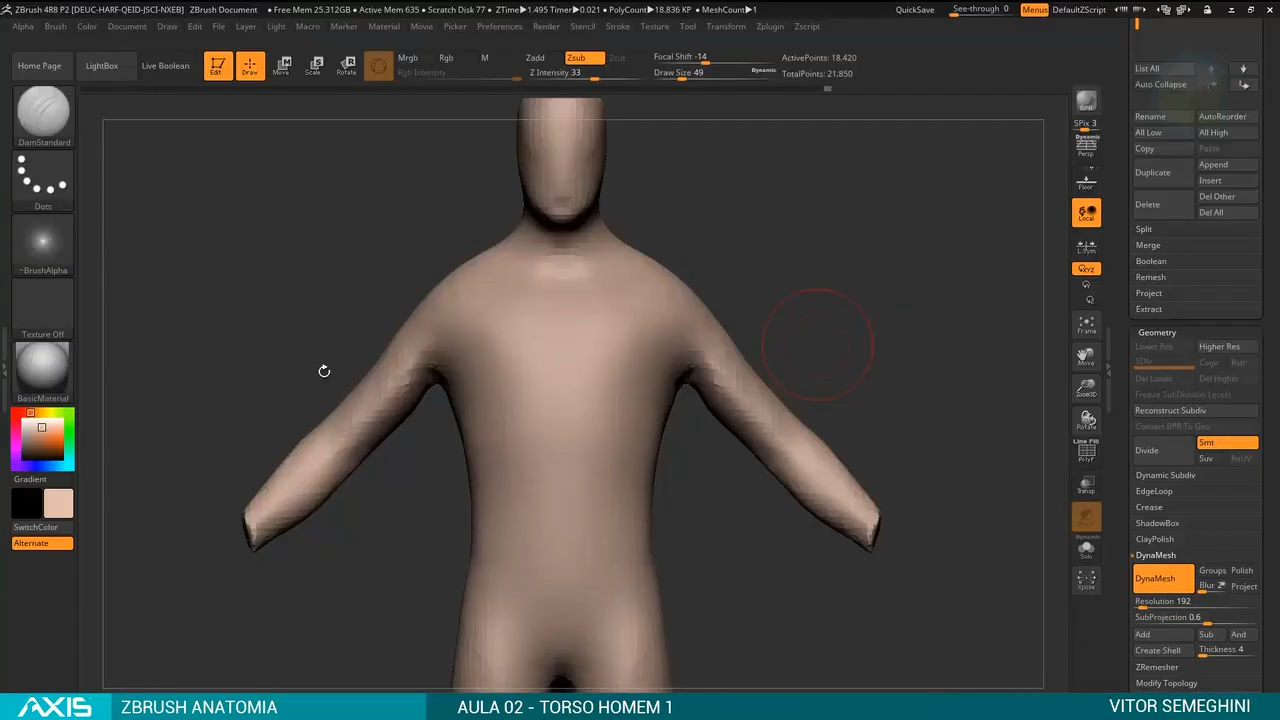 ZBrush 4R8 P2 [DEUC-HARF-QEID-JSCI-NXEB] ZBrush Document • Free Mem 25.312GB • Active Mem 635 • Scratch Disk 77 • ZTime▶1.495 Timer▶0.021 • PolyCount▶18.836 KP • MeshCount▶1 QuickSave See-through 0 Menus DefaultZScript
Alpha Brush Color Document Draw Edit File Layer Light Macro Marker Material Movie Picker Preferences Render Stencil Stroke Texture Tool Transform Zplugin Zscript
Home Page LightBox Live Boolean Edit Draw Move Scale Rotate
Mrgb Rgb M Zadd Zsub Zcut Focal Shift -14 ActivePoints: 18.420
Rgb Intensity Z Intensity 33 Draw Size 49 Dynamic TotalPoints: 21,850
DamStandard
Dots
~BrushAlpha
Texture Off
BasicMaterial
Gradient
SwitchColor
Alternate
BPR
SPix 3
Dynamic
Persp
Floor
Local
L.Sym
XYZ
Frame
Move
Zoom3D
Rotate
Line Fill
PolyF
Transp
Dynamic
Solo
Xpose
List All
Auto Collapse
Rename AutoReorder
All Low All High
Copy Paste
Duplicate Append
Insert
Delete Del Other
Del All
Split
Merge
Boolean
Remesh
Project
Extract
Geometry
Lower Res Higher Res
SDiv Cage Rstr
Del Lower Del Higher
Freeze SubDivision Levels
Reconstruct Subdiv
Convert BPR To Geo
Divide Smt
Suv ReUV
Dynamic Subdiv
EdgeLoop
Crease
ShadowBox
ClayPolish
DynaMesh
DynaMesh Groups Polish
Blur 2 Project
Resolution 192
SubProjection 0.6
Add Sub And
Create Shell Thickness 4
ZRemesher
Modify Topology
AXIS ZBRUSH ANATOMIA AULA 02 - TORSO HOMEM 1 VITOR SEMEGHINI